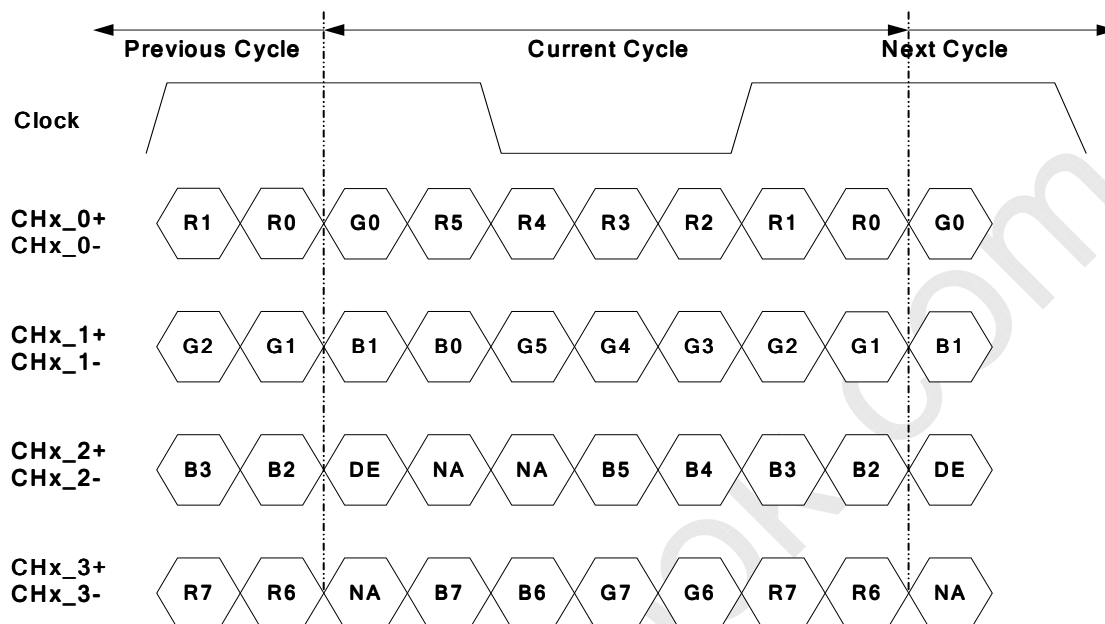 Previous Cycle Current Cycle Next Cycle
Clock
CHx_0+
CHx_0-
R1 R0 G0 R5 R4 R3 R2 R1 R0 G0
CHx_1+
CHx_1-
G2 G1 B1 B0 G5 G4 G3 G2 G1 B1
CHx_2+
CHx_2-
B3 B2 DE NA NA B5 B4 B3 B2 DE
CHx_3+
CHx_3-
R7 R6 NA B7 B6 G7 G6 R7 R6 NA